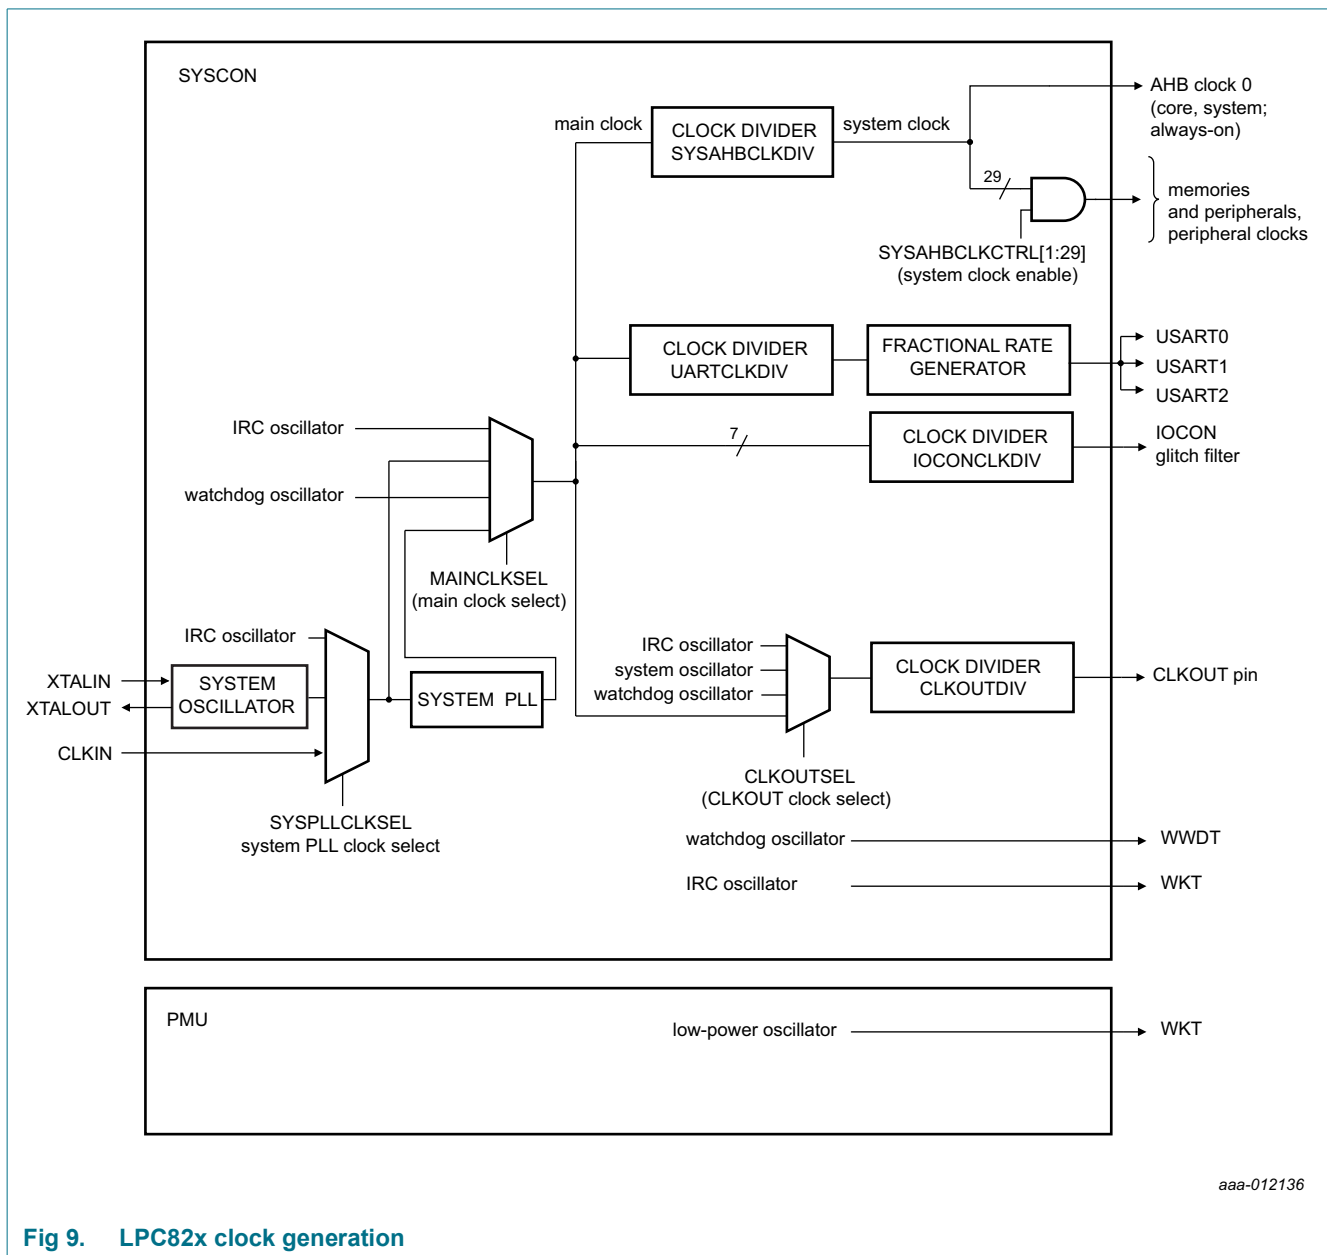 SYSCON
AHB clock 0
(core, system;
always-on)
main clock
CLOCK DIVIDER
SYSAHBCLKDIV
system clock
29
memories
and peripherals,
peripheral clocks
SYSAHBCLKCTRL[1:29]
(system clock enable)
CLOCK DIVIDER
UARTCLKDIV
FRACTIONAL RATE
GENERATOR
USART0
USART1
USART2
IRC oscillator
7
CLOCK DIVIDER
IOCONCLKDIV
IOCON
glitch filter
watchdog oscillator
MAINCLKSEL
(main clock select)
IRC oscillator
XTALIN
XTALOUT
SYSTEM
OSCILLATOR
SYSTEM PLL
CLKIN
SYSPLLCLKSEL
system PLL clock select
IRC oscillator
system oscillator
watchdog oscillator
CLOCK DIVIDER
CLKOUTDIV
CLKOUT pin
CLKOUTSEL
(CLKOUT clock select)
watchdog oscillator
WWDT
IRC oscillator
WKT
PMU
low-power oscillator
WKT
aaa-012136
Fig 9. LPC82x clock generation